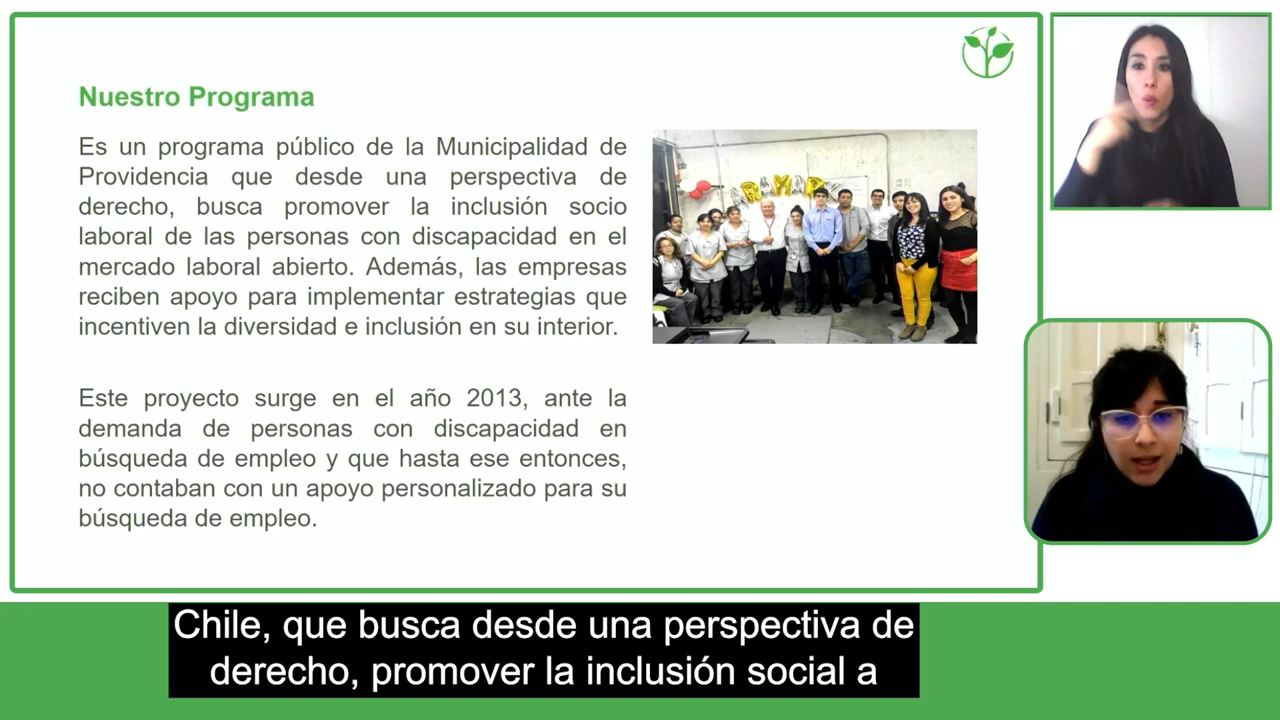 Nuestro Programa
Es un programa público de la Municipalidad de
Providencia que desde una perspectiva de
derecho, busca promover la inclusión socio
laboral de las personas con discapacidad en el
mercado laboral abierto. Además, las empresas
reciben apoyo para implementar estrategias que
incentiven la diversidad e inclusión en su interior.
Este proyecto surge en el año 2013, ante la
demanda de personas con discapacidad en
búsqueda de empleo y que hasta ese entonces,
no contaban con un apoyo personalizado para su
búsqueda de empleo.
Chile, que busca desde una perspectiva de
derecho, promover la inclusión social a